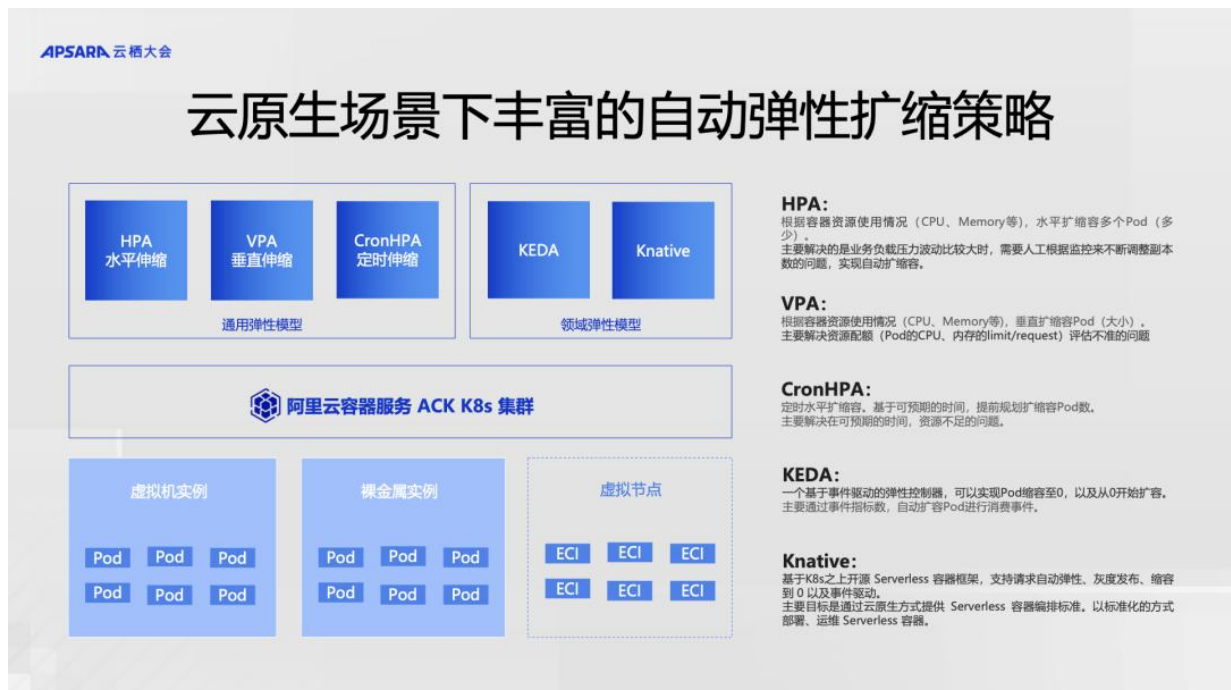 APSARA 云栖大会
云原生场景下丰富的自动弹性扩缩策略
HPA
水平伸缩
VPA
垂直伸缩
CronHPA
定时伸缩
通用弹性模型
KEDA
Knative
领域弹性模型
阿里云容器服务 ACK K8s 集群
虚拟机实例
Pod Pod Pod
Pod Pod Pod
裸金属实例
Pod Pod Pod
Pod Pod Pod
虚拟节点
ECI ECI ECI
ECI ECI ECI
HPA：
根据容器资源使用情况（CPU、Memory等），水平扩缩容多个Pod（多
少）。
主要解决的是业务负载压力波动比较大时，需要人工根据监控来不断调整副本
数的问题，实现自动扩缩容。
VPA：
根据容器资源使用情况（CPU、Memory等），垂直扩缩容Pod（大小）。
主要解决资源配额（Pod的CPU、内存的limit/request）评估不准的问题
CronHPA：
定时水平扩缩容。基于可预期的时间，提前规划扩缩容Pod数。
主要解决在可预期的时间，资源不足的问题。
KEDA：
一个基于事件驱动的弹性控制器，可以实现Pod缩容至0，以及从0开始扩容。
主要通过事件指标数，自动扩容Pod进行消费事件。
Knative：
基于K8s之上开源 Serverless 容器框架，支持请求自动弹性、灰度发布、缩容
到 0 以及事件驱动。
主要目标是通过云原生方式提供 Serverless 容器编排标准。以标准化的方式
部署、运维 Serverless 容器。